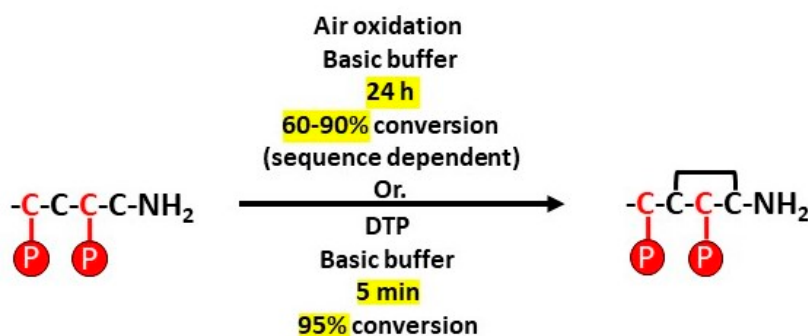 Air oxidation
Basic buffer
24 h
60-90% conversion
(sequence dependent)
Or.
-C-C-C-C-NH₂
P P
DTP
Basic buffer
5 min
95% conversion
-C-C-C-C-NH₂
P P